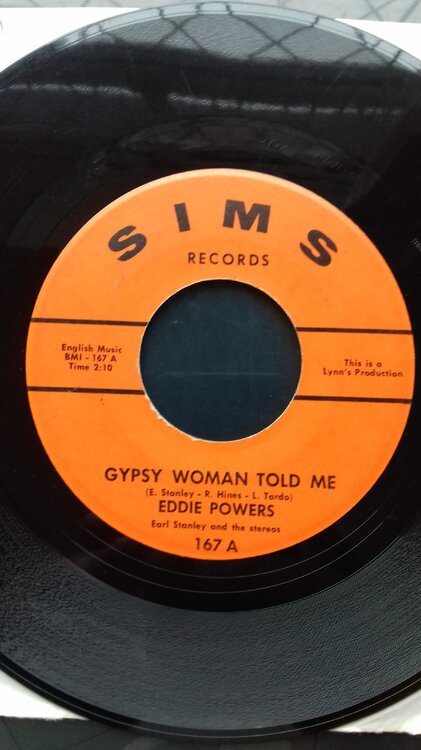 SIMS
RECORDS
English Music
BMI - 167 A
Time 2:10
This is a
Lynn's Production
GYPSY WOMAN TOLD ME
(E. Stanley - R. Hines - L. Tardo)
EDDIE POWERS
Earl Stanley and the stereos
167 A